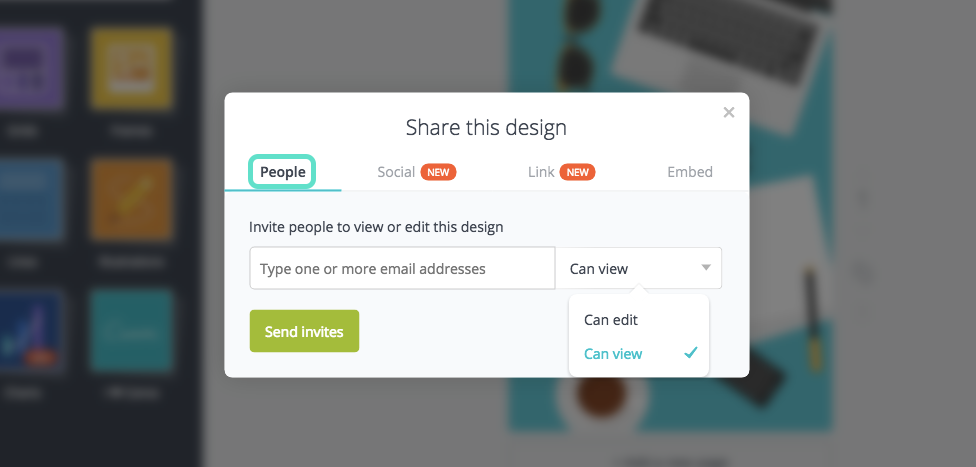 Share this design
People
Social NEW
Link NEW
Embed
Invite people to view or edit this design
Type one or more email addresses
Can view
Send invites
Can edit
Can view